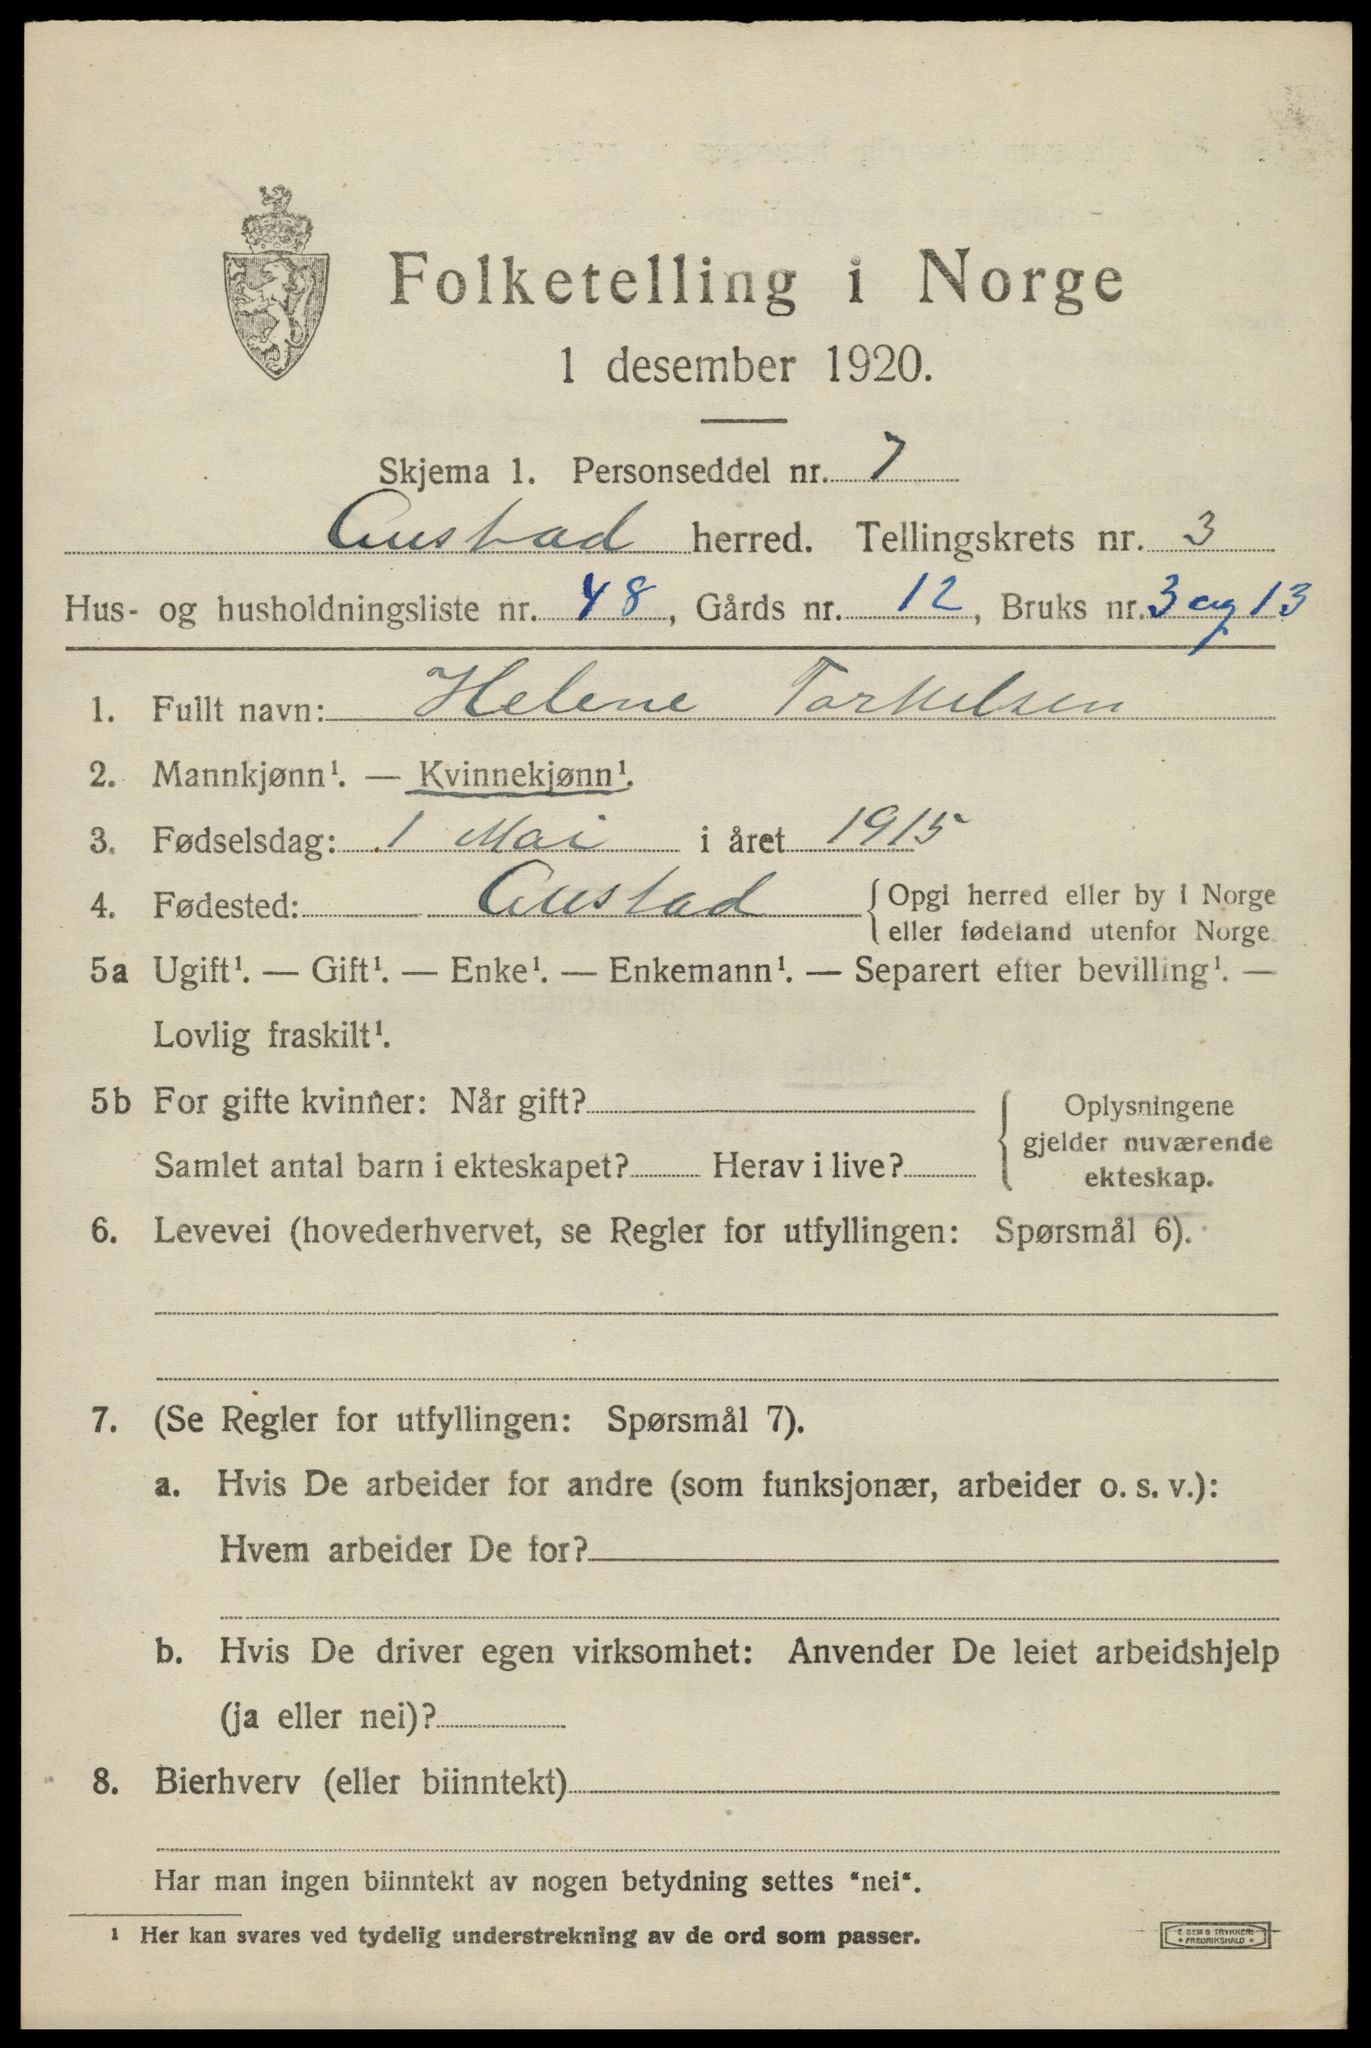 Folketelling i Norge
1 desember 1920.
Skjema 1. Personseddel nr. 7
Austad herred. Tellingskrets nr. 3
Hus- og husholdningsliste nr. 48, Gårds nr. 12, Bruks nr. 3 og 13
1. Fullt navn: Helene Torkelsen
2. Mannkjønn¹. — Kvinnekjønn¹.
3. Fødselsdag: 1 Mai i året 1915
4. Fødested: Austad { Opgi herred eller by i Norge
eller fødeland utenfor Norge
5a Ugift¹. — Gift¹. — Enke¹. — Enkemann¹. — Separert efter bevilling¹. —
Lovlig fraskilt¹.
5b For gifte kvinner: Når gift?
Samlet antal barn i ekteskapet? Herav i live?
{ Oplysningene
gjelder nuværende
ekteskap.
6. Levevei (hovederhvervet, se Regler for utfyllingen: Spørsmål 6).
7. (Se Regler for utfyllingen: Spørsmål 7).
a. Hvis De arbeider for andre (som funksjonær, arbeider o. s. v.):
Hvem arbeider De for?
b. Hvis De driver egen virksomhet: Anvender De leiet arbeidshjelp
(ja eller nei)?
8. Bierhverv (eller biinntekt)
Har man ingen biinntekt av nogen betydning settes "nei".
¹ Her kan svares ved tydelig understrekning av de ord som passer.
E SEM'S TRYKKERI
* FREDRIKSHALD *